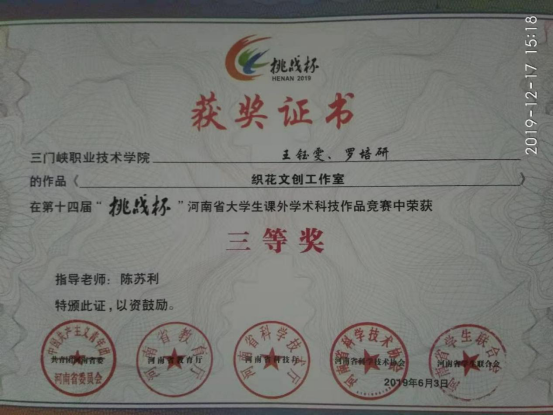 挑战杯
HENAN 2019
获奖证书
三门峡职业技术学院 王钰雯、罗培研
的作品《 织花文创工作室 》
在第十四届“挑战杯”河南省大学生课外学术科技作品竞赛中荣获
三等奖
指导老师：陈苏利
特颁此证，以资鼓励。
河南省委员会
河南省教育厅
河南省科技厅
河南省科学技术协会
河南省学生联合会
2019年6月3日
2019-12-17 15:18